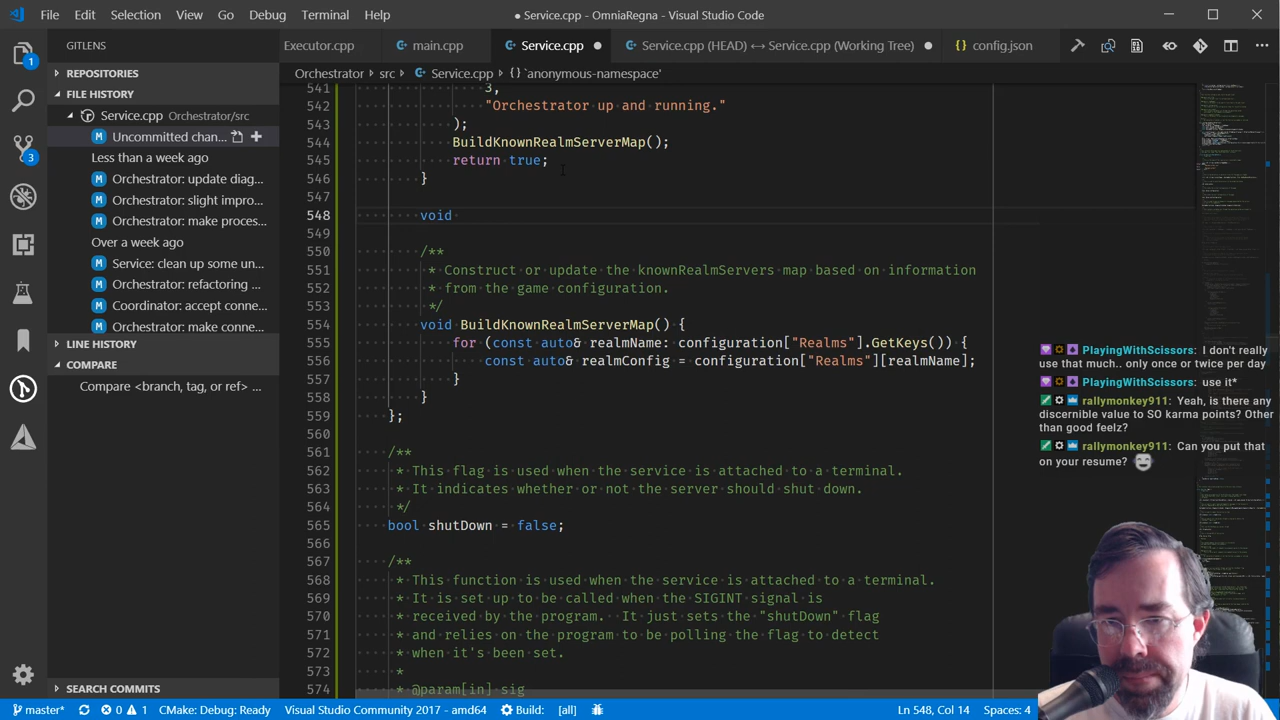 File Edit Selection View Go Debug Terminal Help
● Service.cpp - OmniaRegna - Visual Studio Code
GITLENS
Executor.cpp
main.cpp
Service.cpp
Service.cpp (HEAD) ↔ Service.cpp (Working Tree)
config.json
REPOSITORIES
FILE HISTORY
Service.cpp Orchestrator/src
Uncommitted chan...
Less than a week ago
Orchestrator: update diag...
Orchestrator: slight impro...
Orchestrator: make proces...
Over a week ago
Service: clean up some un...
Orchestrator: refactoring ...
Coordinator: accept conne...
Orchestrator: make conne...
LINE HISTORY
COMPARE
Compare <branch, tag, or ref> ...
SEARCH COMMITS
Orchestrator > src > Service.cpp > {} `anonymous-namespace'
541 3,
542 "Orchestrator up and running."
543 );
544 BuildKnownRealmServerMap();
545 return true;
546 }
547
548 void
549
550 /**
551 * Construct or update the knownRealmServers map based on information
552 * from the game configuration.
553 */
554 void BuildKnownRealmServerMap() {
555 for (const auto& realmName: configuration["Realms"].GetKeys()) {
556 const auto& realmConfig = configuration["Realms"][realmName];
557 }
558 }
559 };
560
561 /**
562 * This flag is used when the service is attached to a terminal.
563 * It indicates whether or not the server should shut down.
564 */
565 bool shutDown = false;
566
567 /**
568 * This function is used when the service is attached to a terminal.
569 * It is set up to be called when the SIGINT signal is
570 * received by the program. It just sets the "shutDown" flag
571 * and relies on the program to be polling the flag to detect
572 * when it's been set.
573 *
574 * @param[in] sig
PlayingWithScissors: I don't really
use that much.. only once or twice per day
PlayingWithScissors: use it*
rallymonkey911: Yeah, is there any
discernible value to SO karma points? Other
than good feelz?
rallymonkey911: Can you put that
on your resume?
1
3
master* 0 1 CMake: Debug: Ready Visual Studio Community 2017 - amd64 Build: [all] Ln 548, Col 14 Spaces: 4